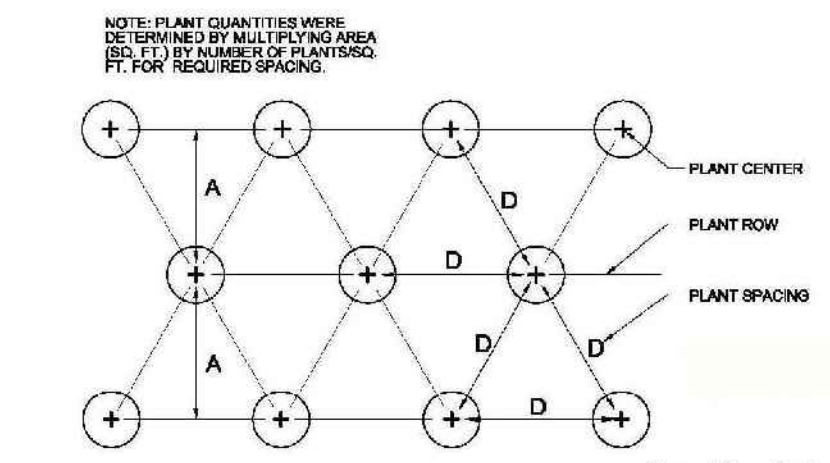 NOTE: PLANT QUANTITIES WERE
DETERMINED BY MULTIPLYING AREA
(SQ. FT.) BY NUMBER OF PLANTS/SQ.
FT. FOR REQUIRED SPACING.
PLANT CENTER
A
D
PLANT ROW
D
PLANT SPACING
D
D
A
D